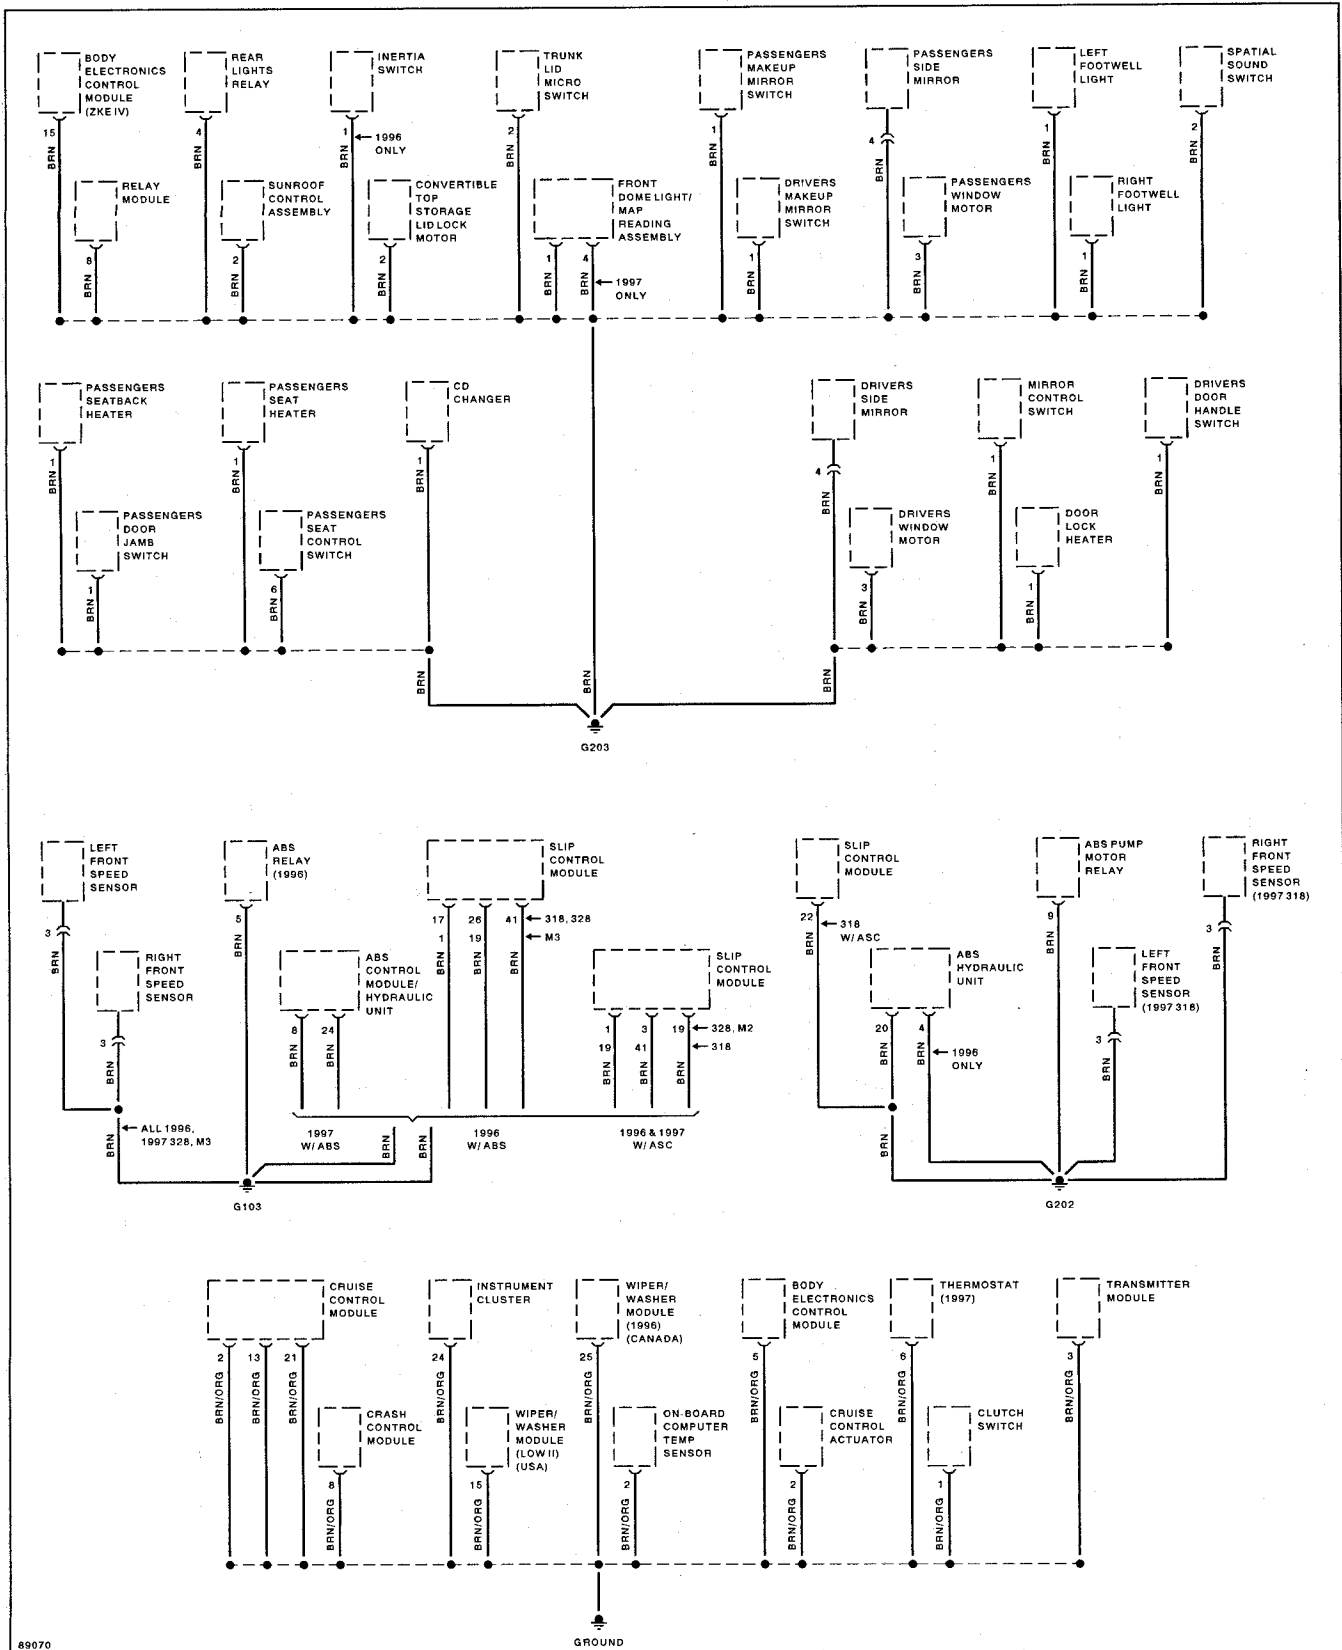 BODY
ELECTRONICS
CONTROL
MODULE
(ZKE IV)
REAR
LIGHTS
RELAY
INERTIA
SWITCH
TRUNK
LID
MICRO
SWITCH
PASSENGERS
MAKEUP
MIRROR
SWITCH
PASSENGERS
SIDE
MIRROR
LEFT
FOOTWELL
LIGHT
SPATIAL
SOUND
SWITCH
15
BRN
4
BRN
1
1996
ONLY
BRN
2
BRN
1
BRN
4
BRN
1
BRN
2
BRN
RELAY
MODULE
SUNROOF
CONTROL
ASSEMBLY
CONVERTIBLE
TOP
STORAGE
LID LOCK
MOTOR
FRONT
DOME LIGHT/
MAP
READING
ASSEMBLY
DRIVERS
MAKEUP
MIRROR
SWITCH
PASSENGERS
WINDOW
MOTOR
RIGHT
FOOTWELL
LIGHT
8
BRN
2
BRN
2
BRN
1
BRN
4
BRN
1997
ONLY
1
BRN
3
BRN
1
BRN
PASSENGERS
SEATBACK
HEATER
PASSENGERS
SEAT
HEATER
CD
CHANGER
DRIVERS
SIDE
MIRROR
MIRROR
CONTROL
SWITCH
DRIVERS
DOOR
HANDLE
SWITCH
1
BRN
1
BRN
1
BRN
4
BRN
1
BRN
1
BRN
PASSENGERS
DOOR
JAMB
SWITCH
PASSENGERS
SEAT
CONTROL
SWITCH
DRIVERS
WINDOW
MOTOR
DOOR
LOCK
HEATER
1
BRN
6
BRN
3
BRN
1
BRN
BRN
BRN
BRN
G203
LEFT
FRONT
SPEED
SENSOR
ABS
RELAY
(1996)
SLIP
CONTROL
MODULE
SLIP
CONTROL
MODULE
ABS PUMP
MOTOR
RELAY
RIGHT
FRONT
SPEED
SENSOR
(1997 318)
3
BRN
5
BRN
17
26
41
318, 328
1
19
M3
BRN
BRN
BRN
22
318
W/ ASC
BRN
9
BRN
3
BRN
RIGHT
FRONT
SPEED
SENSOR
ABS
CONTROL
MODULE/
HYDRAULIC
UNIT
SLIP
CONTROL
MODULE
ABS
HYDRAULIC
UNIT
LEFT
FRONT
SPEED
SENSOR
(1997 318)
3
BRN
8
BRN
24
BRN
1
3
19
328, M2
19
41
318
BRN
BRN
BRN
20
BRN
4
BRN
1996
ONLY
3
BRN
ALL 1996,
1997 328, M3
BRN
1997
W/ ABS
BRN
BRN
1996
W/ ABS
1996 & 1997
W/ ASC
BRN
G103
G202
CRUISE
CONTROL
MODULE
INSTRUMENT
CLUSTER
WIPER/
WASHER
MODULE
(1996)
(CANADA)
BODY
ELECTRONICS
CONTROL
MODULE
THERMOSTAT
(1997)
TRANSMITTER
MODULE
2
BRN/ORG
13
BRN/ORG
21
BRN/ORG
24
BRN/ORG
25
BRN/ORG
5
BRN/ORG
6
BRN/ORG
3
BRN/ORG
CRASH
CONTROL
MODULE
WIPER/
WASHER
MODULE
(LOW II)
(USA)
ON-BOARD
COMPUTER
TEMP
SENSOR
CRUISE
CONTROL
ACTUATOR
CLUTCH
SWITCH
8
BRN/ORG
15
BRN/ORG
2
BRN/ORG
2
BRN/ORG
1
BRN/ORG
GROUND
89070